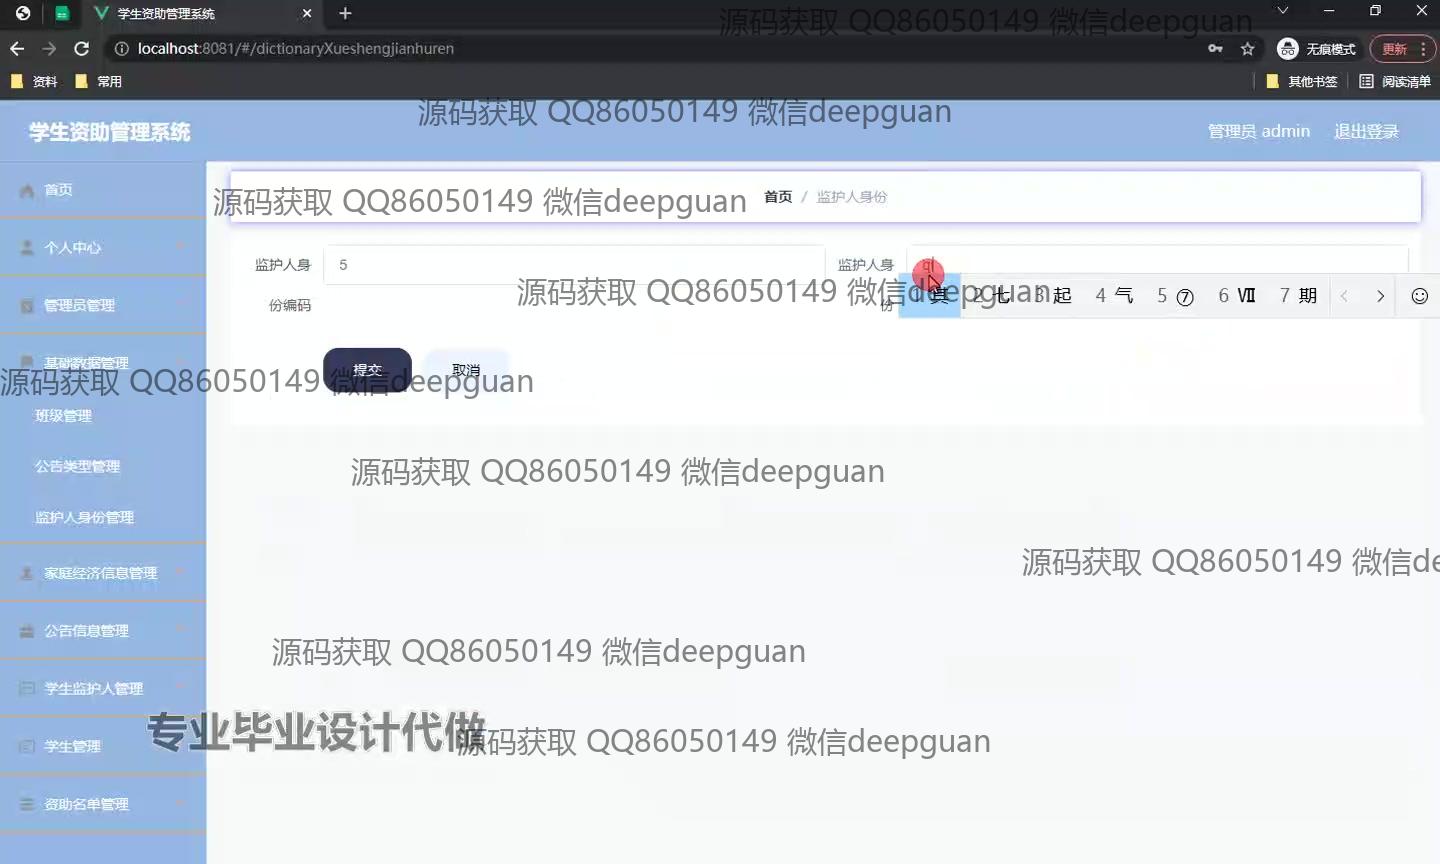 学生资助管理系统
localhost:8081/#/dictionaryXueshengjianhuren
无痕模式
更新
资料
常用
其他书签
阅读清单
源码获取 QQ86050149 微信deepguan
源码获取 QQ86050149 微信deepguan
学生资助管理系统
管理员 admin
退出登录
首页
源码获取 QQ86050149 微信deepguan
首页 / 监护人身份
个人中心
监护人身份编码
5
监护人身份
源码获取 QQ86050149 微信deepguan
2 七 3 起 4 气 5 ⑦ 6 Ⅶ 7 期
管理员管理
基础数据管理
源码获取 QQ86050149 微信deepguan
提交
取消
班级管理
公告类型管理
源码获取 QQ86050149 微信deepguan
监护人身份管理
家庭经济信息管理
源码获取 QQ86050149 微信de
公告信息管理
源码获取 QQ86050149 微信deepguan
学生监护人管理
学生管理
专业毕业设计代做
源码获取 QQ86050149 微信deepguan
资助名单管理